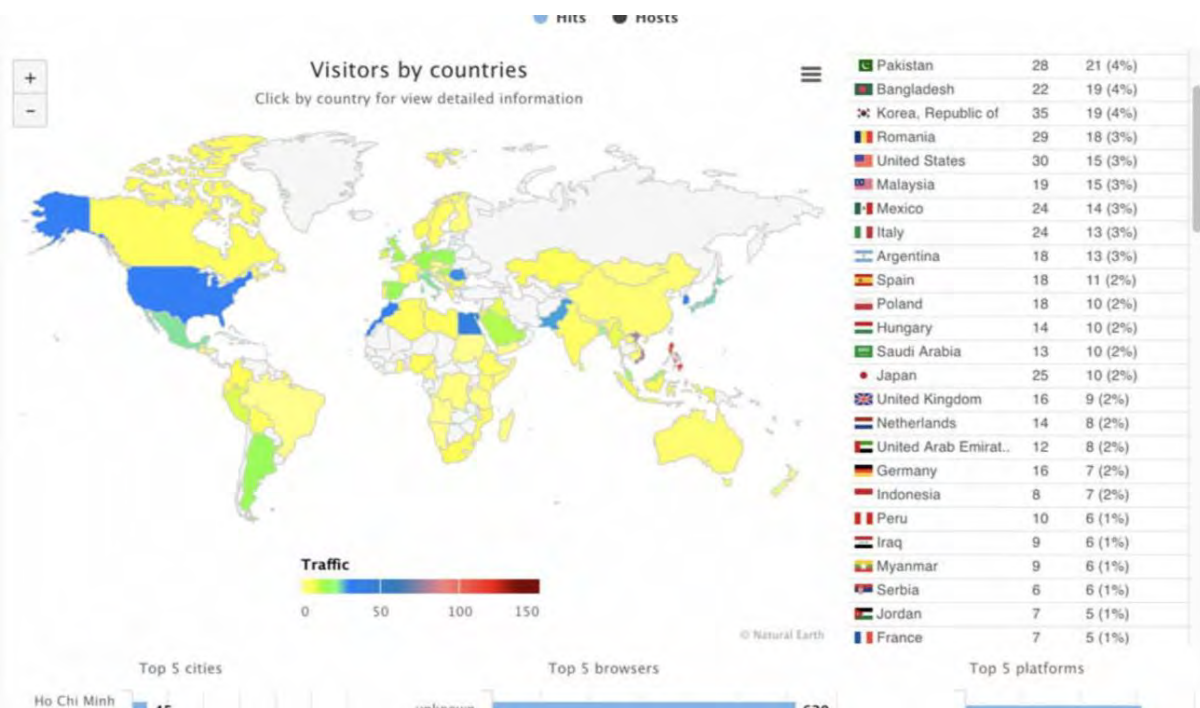 Hits Hosts
+
-
Visitors by countries
Click by country for view detailed information
Traffic
0 50 100 150
© Natural Earth
Pakistan 28 21 (4%)
Bangladesh 22 19 (4%)
Korea, Republic of 35 19 (4%)
Romania 29 18 (3%)
United States 30 15 (3%)
Malaysia 19 15 (3%)
Mexico 24 14 (3%)
Italy 24 13 (3%)
Argentina 18 13 (3%)
Spain 18 11 (2%)
Poland 18 10 (2%)
Hungary 14 10 (2%)
Saudi Arabia 13 10 (2%)
Japan 25 10 (2%)
United Kingdom 16 9 (2%)
Netherlands 14 8 (2%)
United Arab Emirat.. 12 8 (2%)
Germany 16 7 (2%)
Indonesia 8 7 (2%)
Peru 10 6 (1%)
Iraq 9 6 (1%)
Myanmar 9 6 (1%)
Serbia 6 6 (1%)
Jordan 7 5 (1%)
France 7 5 (1%)
Top 5 cities Top 5 browsers Top 5 platforms
Ho Chi Minh